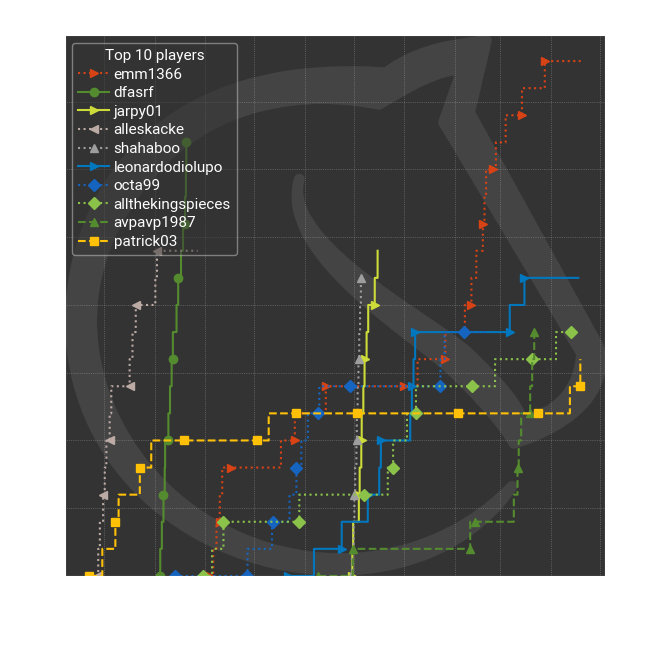 Top 10 players
emm1366
dfasrf
jarpy01
alleskacke
shahaboo
leonardodiolupo
octa99
allthekingspieces
avpavp1987
patrick03